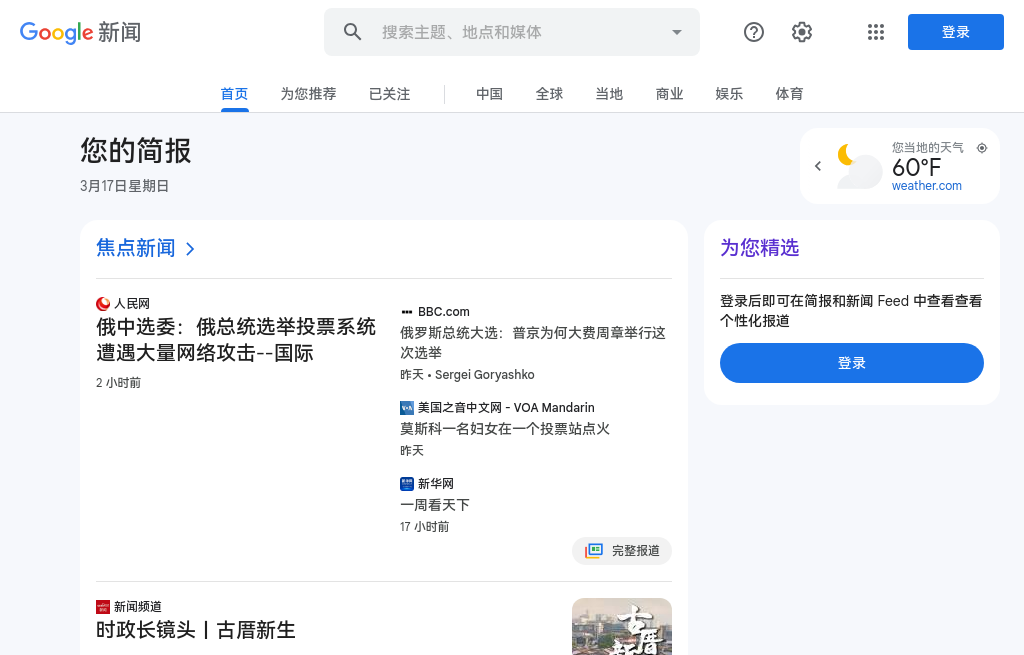 Google 新闻
搜索主题、地点和媒体
登录
首页
为您推荐
已关注
中国
全球
当地
商业
娱乐
体育
您的简报
3月17日星期日
您当地的天气
60°F
weather.com
焦点新闻
人民网
俄中选委：俄总统选举投票系统
遭遇大量网络攻击--国际
2 小时前
BBC.com
俄罗斯总统大选：普京为何大费周章举行这
次选举
昨天 • Sergei Goryashko
美国之音中文网 - VOA Mandarin
莫斯科一名妇女在一个投票站点火
昨天
新华网
一周看天下
17 小时前
完整报道
为您精选
登录后即可在简报和新闻 Feed 中查看查看
个性化报道
登录
新闻频道
时政长镜头丨古厝新生
古厝